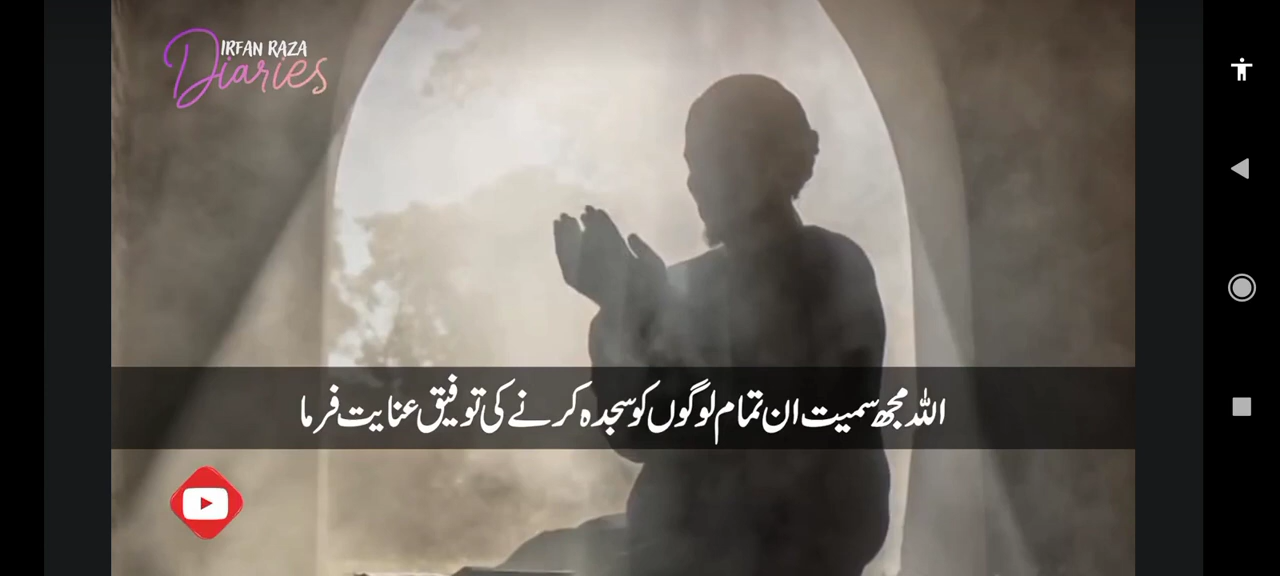 IRFAN RAZA
Diaries
اللہ مجھ سمیت ان تمام لوگوں کو سجدہ کرنے کی توفیق عنایت فرما